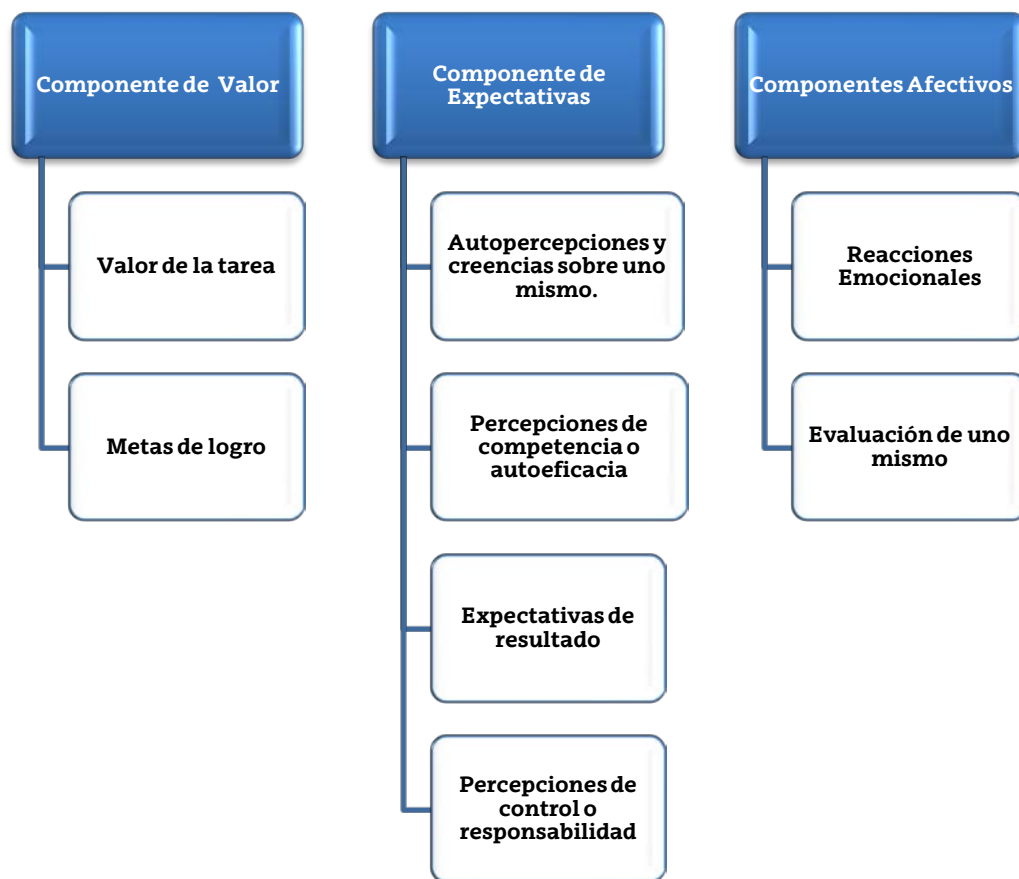 Componente de Valor
Valor de la tarea
Metas de logro
Componente de
Expectativas
Autopercepciones y
creencias sobre uno
mismo.
Percepciones de
competencia o
autoeficacia
Expectativas de
resultado
Percepciones de
control o
responsabilidad
Componentes Afectivos
Reacciones
Emocionales
Evaluación de uno
mismo